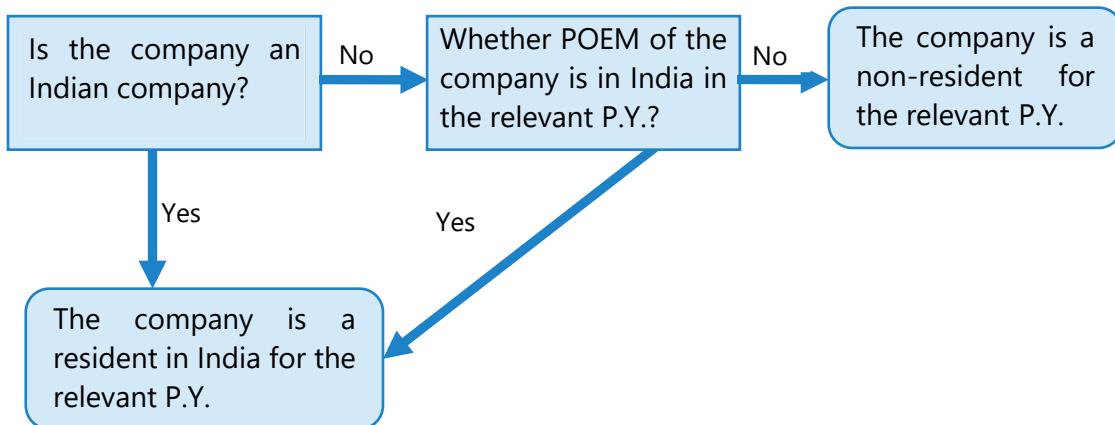 Is the company an
Indian company?
No
Whether POEM of the
company is in India in
the relevant P.Y.?
No
The company is a
non-resident for
the relevant P.Y.
Yes
Yes
The company is a
resident in India for the
relevant P.Y.